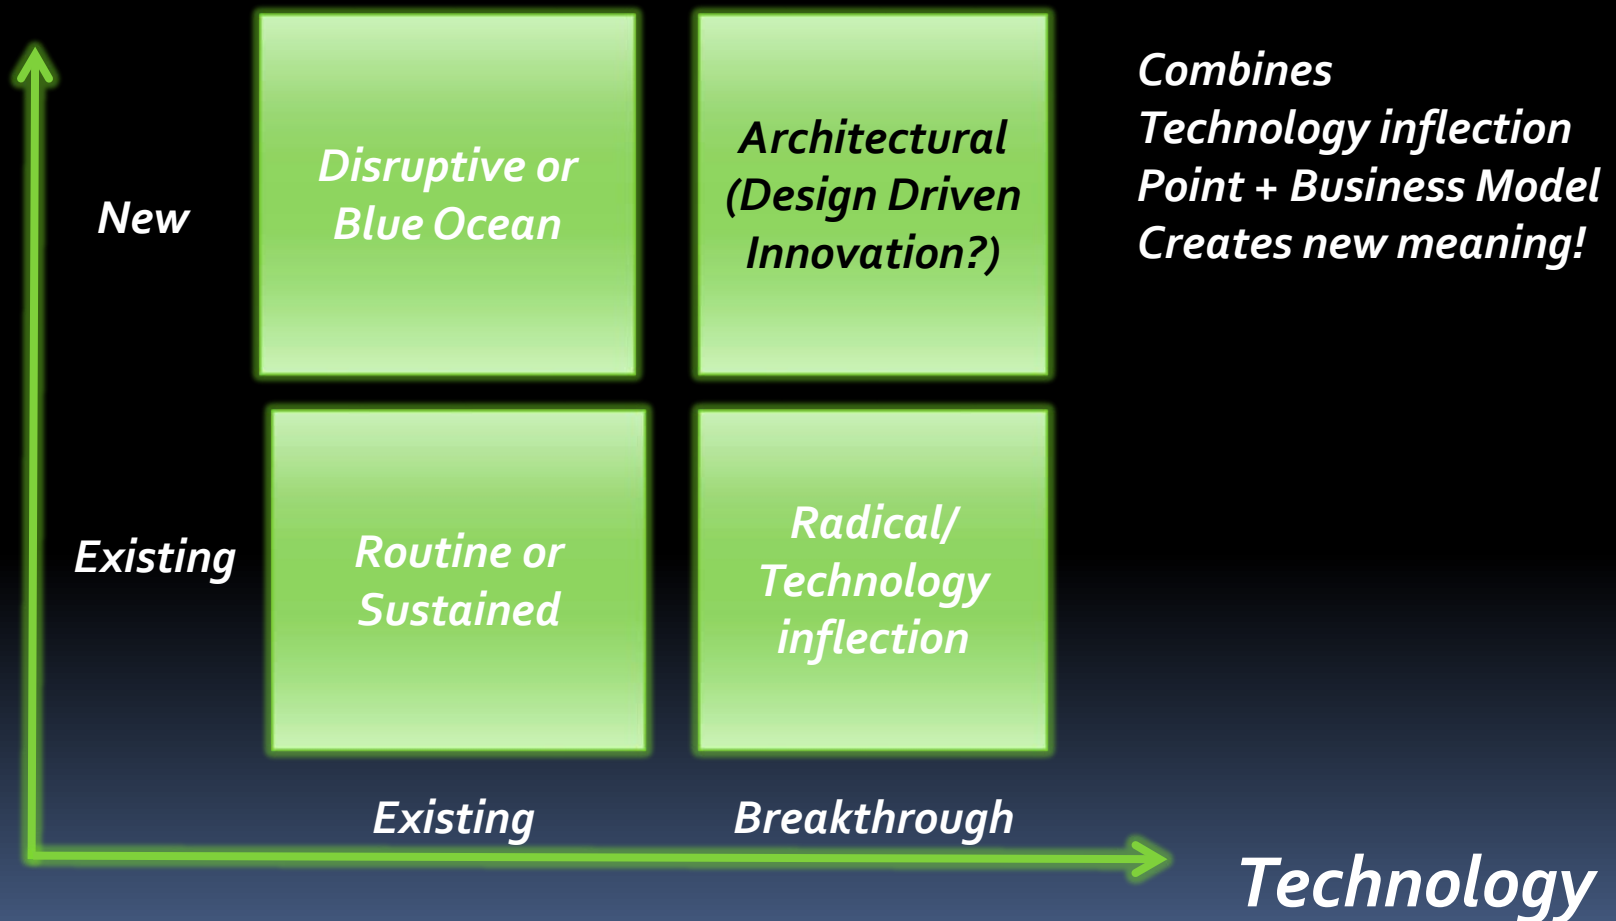 New
Disruptive or
Blue Ocean
Architectural
(Design Driven
Innovation?)
Combines
Technology inflection
Point + Business Model
Creates new meaning!
Existing
Routine or
Sustained
Radical/
Technology
inflection
Existing
Breakthrough
Technology